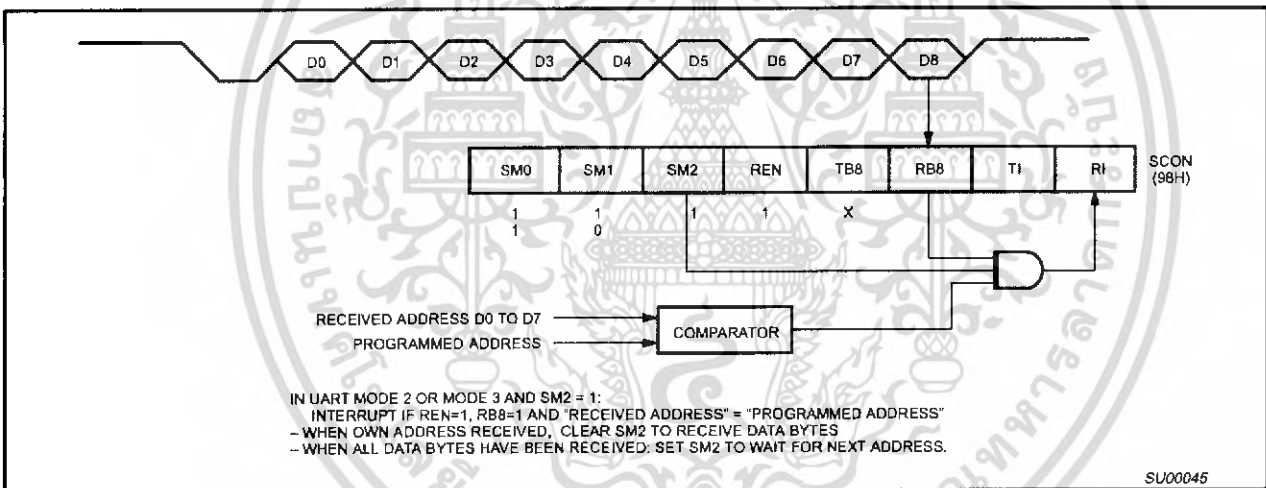 D0 D1 D2 D3 D4 D5 D6 D7 D8
SM0 SM1 SM2 REN TB8 RB8 TI RI SCON
(98H)
1 1 1 1 X
1 0
RECEIVED ADDRESS D0 TO D7
PROGRAMMED ADDRESS
COMPARATOR
IN UART MODE 2 OR MODE 3 AND SM2 = 1:
INTERRUPT IF REN=1, RB8=1 AND "RECEIVED ADDRESS" = "PROGRAMMED ADDRESS"
– WHEN OWN ADDRESS RECEIVED, CLEAR SM2 TO RECEIVE DATA BYTES
– WHEN ALL DATA BYTES HAVE BEEN RECEIVED: SET SM2 TO WAIT FOR NEXT ADDRESS.
SU00045